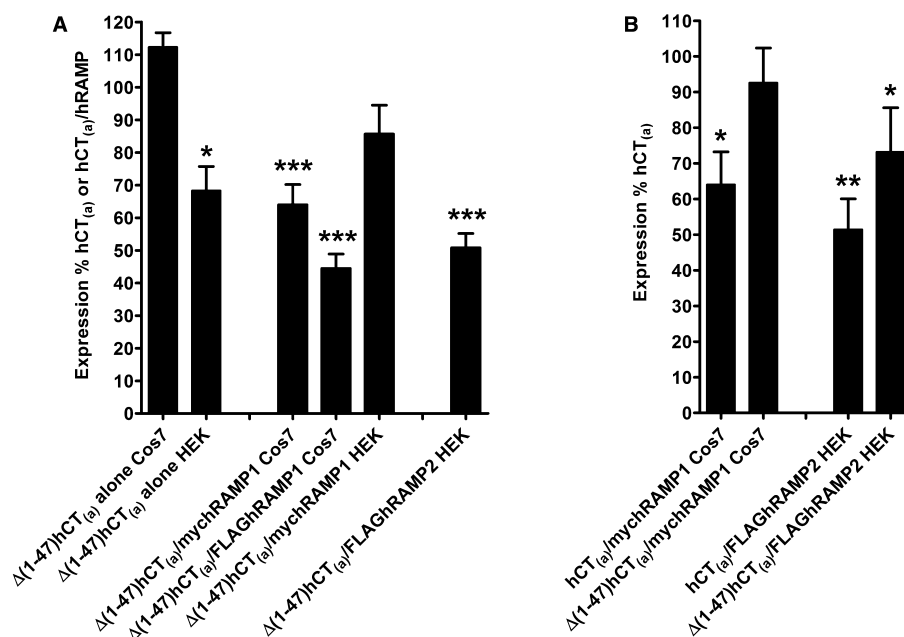 A
Expression % hCT(a) or hCT(a)/hRAMP
120
110
100
90
80
70
60
50
40
30
20
10
0
*
***
***
***
Δ(1-47)hCT(a) alone Cos7
Δ(1-47)hCT(a) alone HEK
Δ(1-47)hCT(a)/mychRAMP1 Cos7
Δ(1-47)hCT(a)/FLAGhRAMP1 Cos7
Δ(1-47)hCT(a)/mychRAMP1 HEK
Δ(1-47)hCT(a)/FLAGhRAMP2 HEK
B
Expression % hCT(a)
110
100
90
80
70
60
50
40
30
20
10
0
*
**
*
hCT(a)/mychRAMP1 Cos7
Δ(1-47)hCT(a)/mychRAMP1 Cos7
hCT(a)/FLAGhRAMP2 HEK
Δ(1-47)hCT(a)/FLAGhRAMP2 HEK